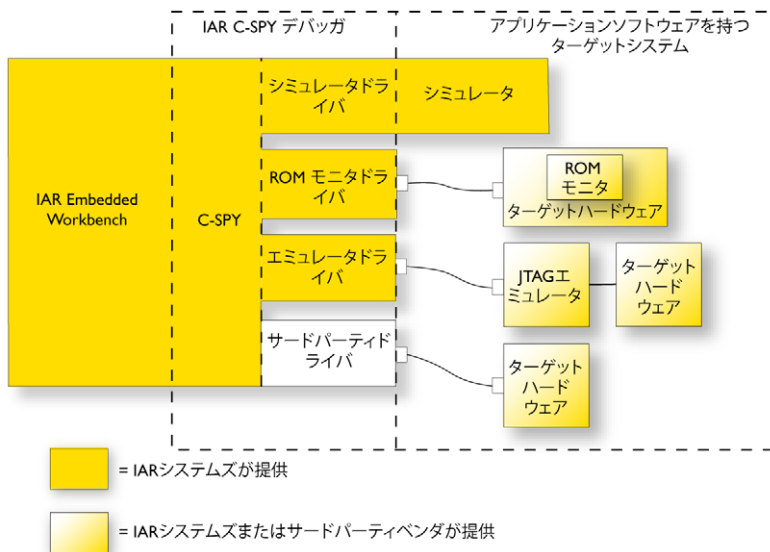 IAR C-SPY デバッガ
アプリケーションソフトウェアを持つ
ターゲットシステム
IAR Embedded
Workbench
C-SPY
シミュレータドラ
イバ
シミュレータ
ROM モニタドラ
イバ
ROM
モニタ
ターゲットハードウェア
エミュレータドラ
イバ
JTAGエ
ミュレータ
ターゲット
ハード
ウェア
サードパーティド
ライバ
ターゲット
ハード
ウェア
= IARシステムズが提供
= IARシステムズまたはサードパーティベンダが提供